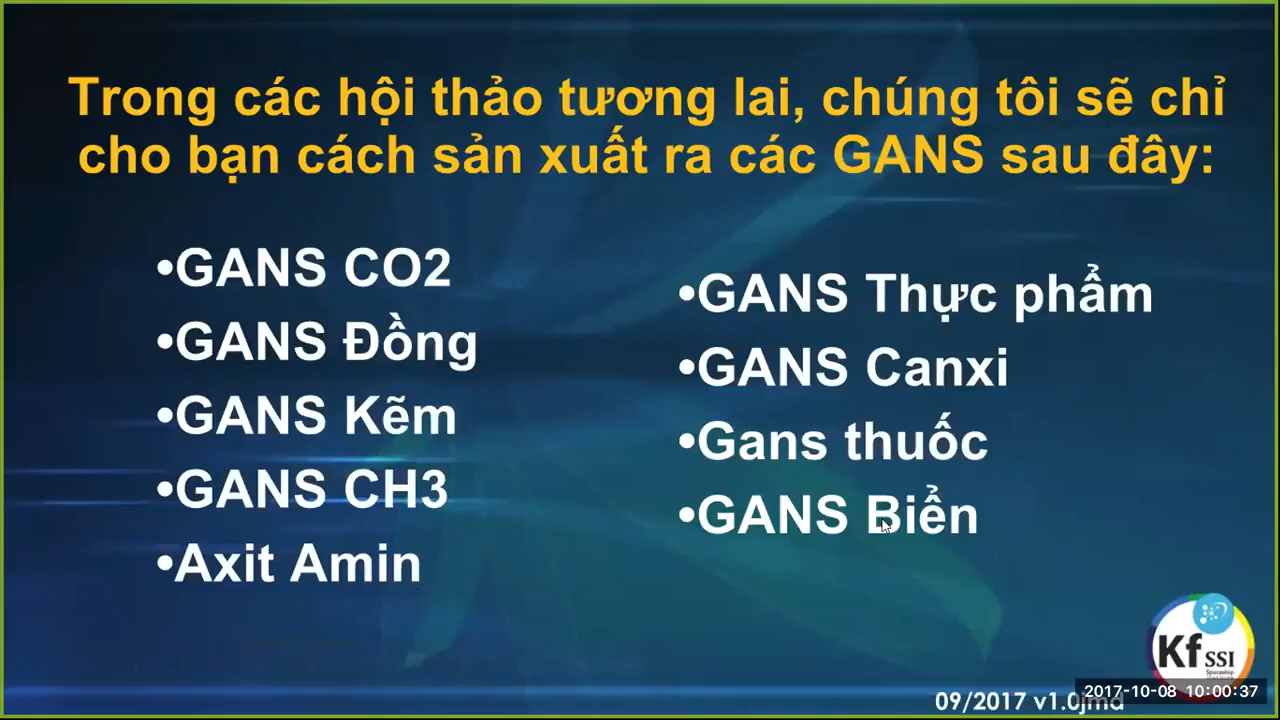 Trong các hội thảo tương lai, chúng tôi sẽ chỉ
cho bạn cách sản xuất ra các GANS sau đây:
•GANS CO2
•GANS Đồng
•GANS Kẽm
•GANS CH3
•Axit Amin
•GANS Thực phẩm
•GANS Canxi
•Gans thuốc
•GANS Biển
Kf SSI
Spaceship
09/2017 v1.0jmd
2017-10-08 10:00:37